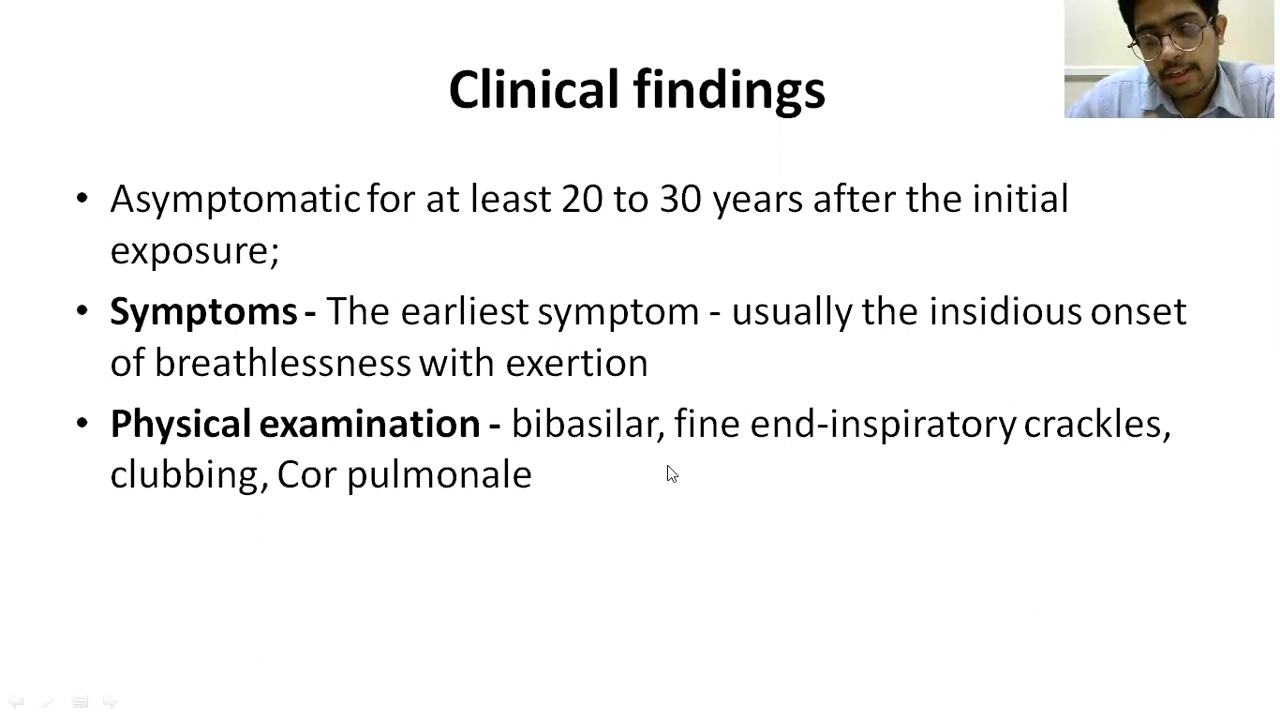 Clinical findings
• Asymptomatic for at least 20 to 30 years after the initial
exposure;
• Symptoms - The earliest symptom - usually the insidious onset
of breathlessness with exertion
• Physical examination - bibasilar, fine end-inspiratory crackles,
clubbing, Cor pulmonale